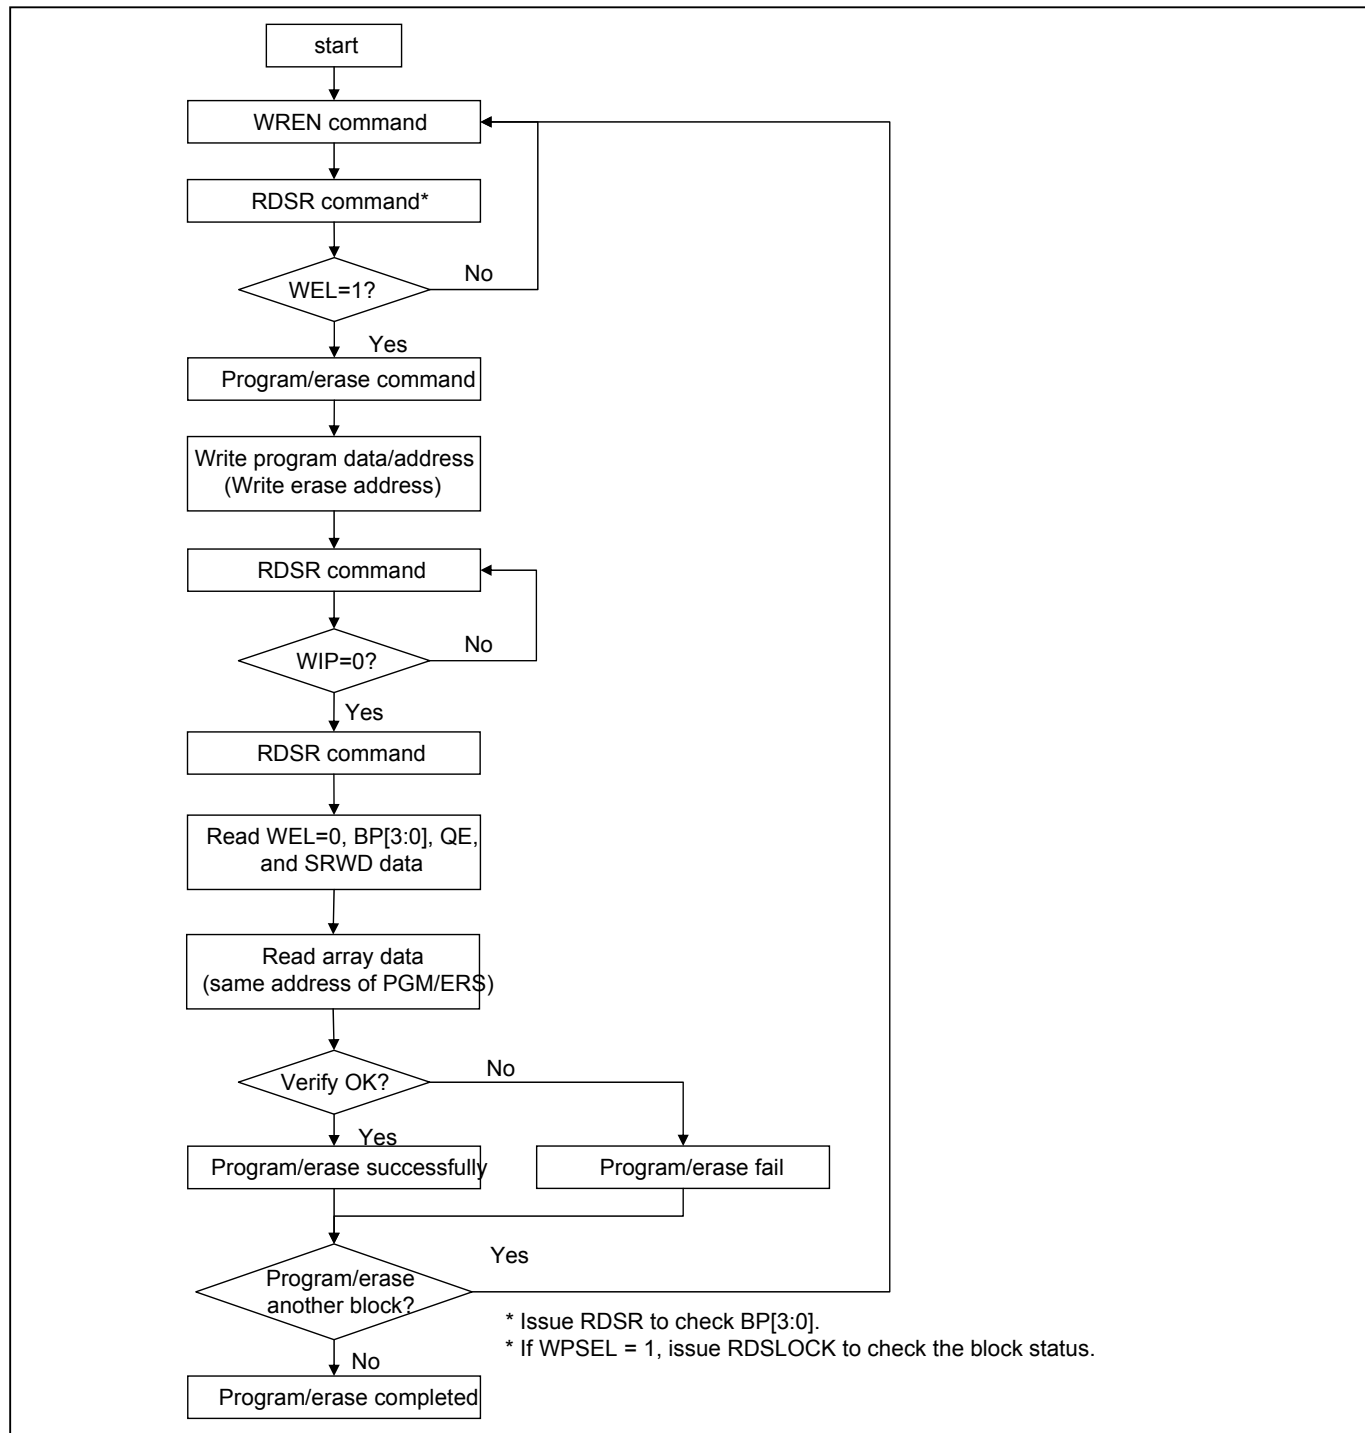 start
WREN command
RDSR command*
WEL=1?
No
Yes
Program/erase command
Write program data/address
(Write erase address)
RDSR command
WIP=0?
No
Yes
RDSR command
Read WEL=0, BP[3:0], QE,
and SRWD data
Read array data
(same address of PGM/ERS)
Verify OK?
No
Yes
Program/erase successfully
Program/erase fail
Yes
Program/erase
another block?
* Issue RDSR to check BP[3:0].
* If WPSEL = 1, issue RDSLOCK to check the block status.
No
Program/erase completed